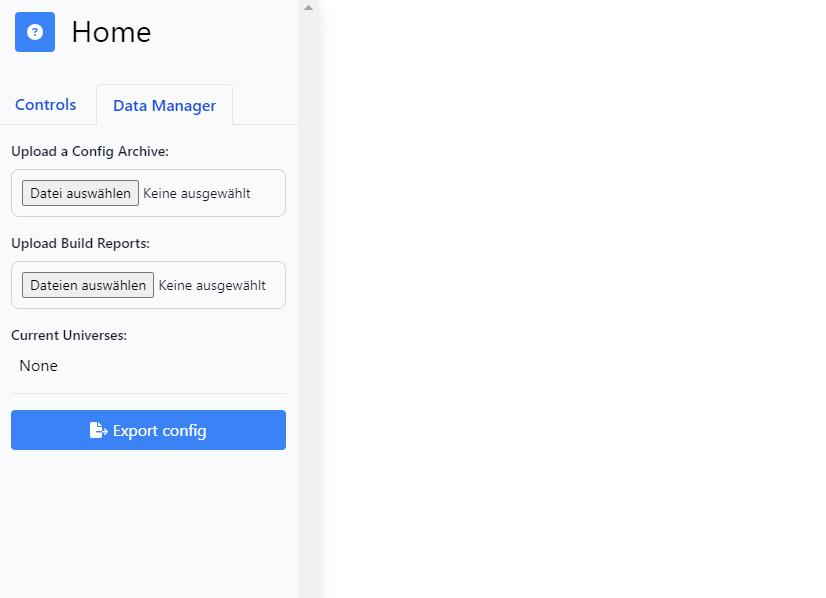 Home
Controls
Data Manager
Upload a Config Archive:
Datei auswählen Keine ausgewählt
Upload Build Reports:
Dateien auswählen Keine ausgewählt
Current Universes:
None
Export config